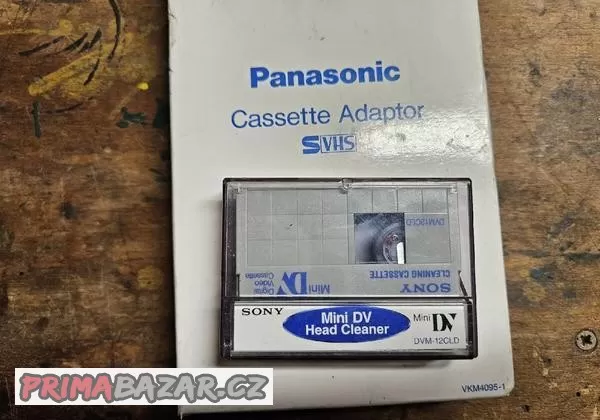 Panasonic
Cassette Adaptor
SVHS
DVM12CLD
Mini DV
Digital
Video
Cassette
SONY
CLEANING CASSETTE
SONY
Mini DV
Head Cleaner
Mini DV
DVM-12CLD
VKM4095-1
PRIMABAZAR.CZ